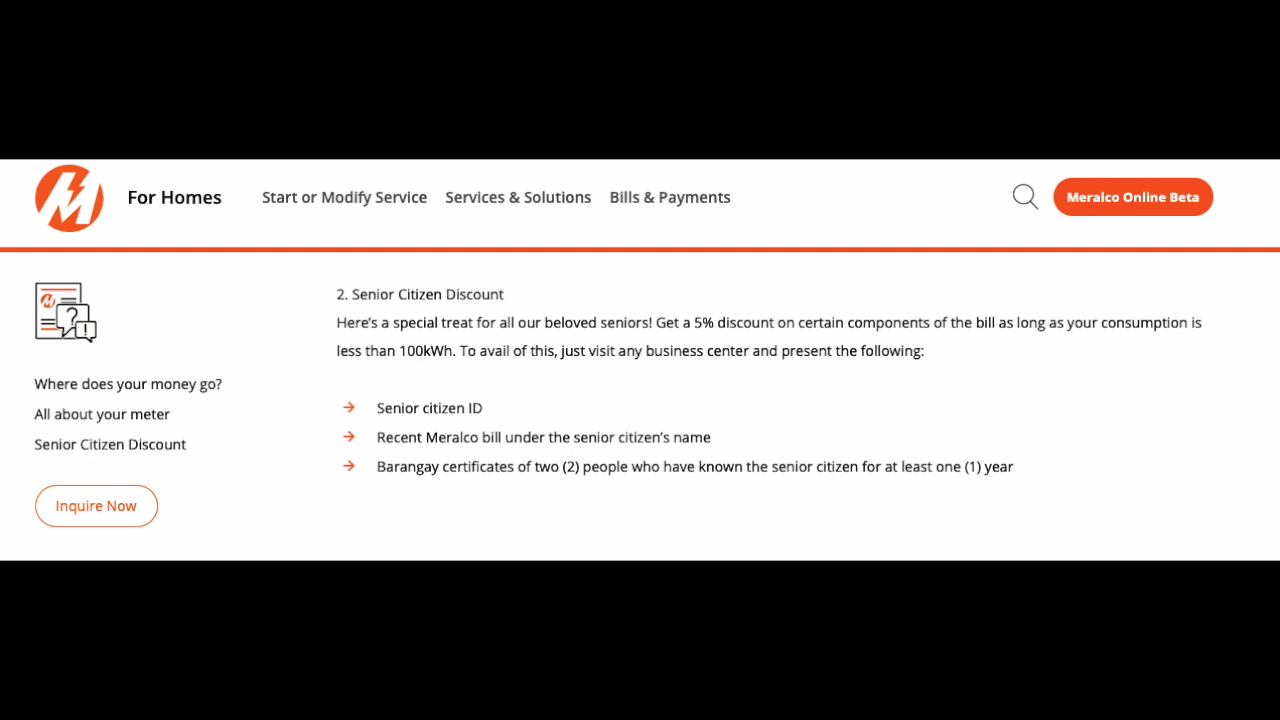 For Homes Start or Modify Service Services & Solutions Bills & Payments Meralco Online Beta
2. Senior Citizen Discount
Here's a special treat for all our beloved seniors! Get a 5% discount on certain components of the bill as long as your consumption is
less than 100kWh. To avail of this, just visit any business center and present the following:
Where does your money go?
All about your meter
Senior Citizen Discount
Inquire Now
Senior citizen ID
Recent Meralco bill under the senior citizen's name
Barangay certificates of two (2) people who have known the senior citizen for at least one (1) year